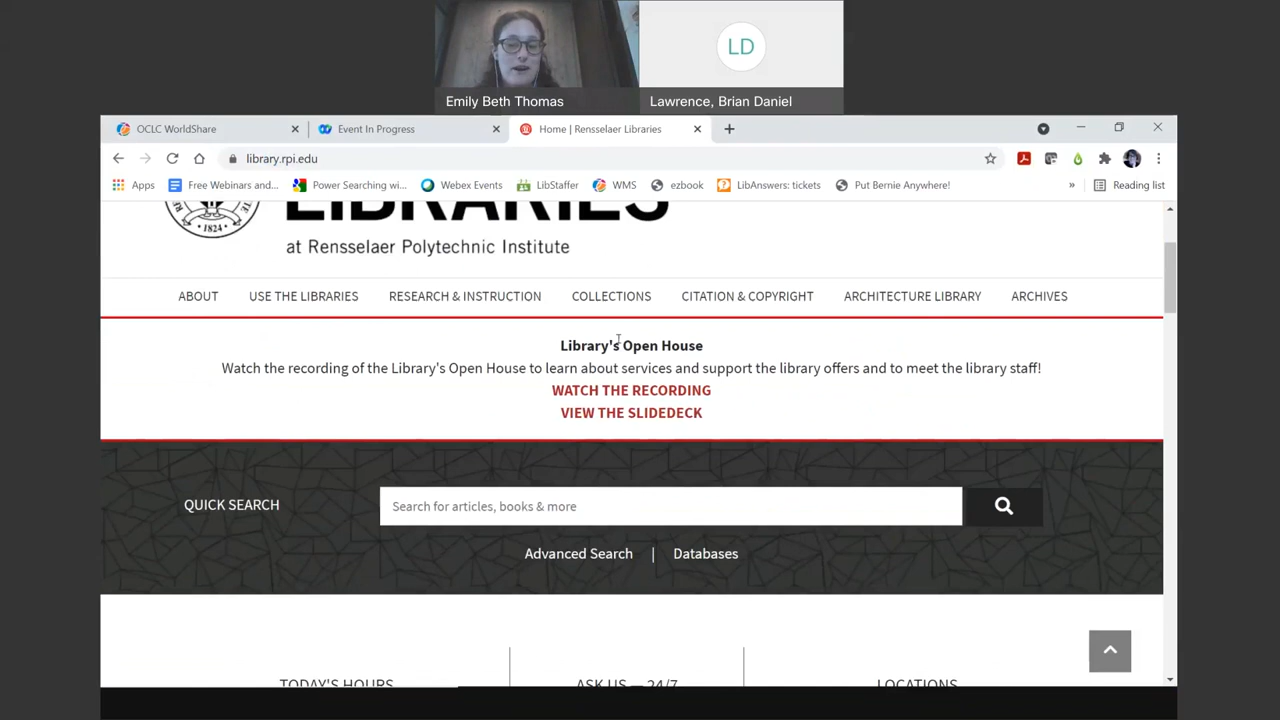 LD
Emily Beth Thomas
Lawrence, Brian Daniel
OCLC WorldShare
Event In Progress
Home | Rensselaer Libraries
library.rpi.edu
Apps
Free Webinars and...
Power Searching wi...
Webex Events
LibStaffer
WMS
ezbook
LibAnswers: tickets
Put Bernie Anywhere!
»
Reading list
LIBRARIES
1824
at Rensselaer Polytechnic Institute
ABOUT
USE THE LIBRARIES
RESEARCH & INSTRUCTION
COLLECTIONS
CITATION & COPYRIGHT
ARCHITECTURE LIBRARY
ARCHIVES
Library's Open House
Watch the recording of the Library's Open House to learn about services and support the library offers and to meet the library staff!
WATCH THE RECORDING
VIEW THE SLIDEDECK
QUICK SEARCH
Search for articles, books & more
Advanced Search | Databases
TODAY'S HOURS
ASK US — 24/7
LOCATIONS